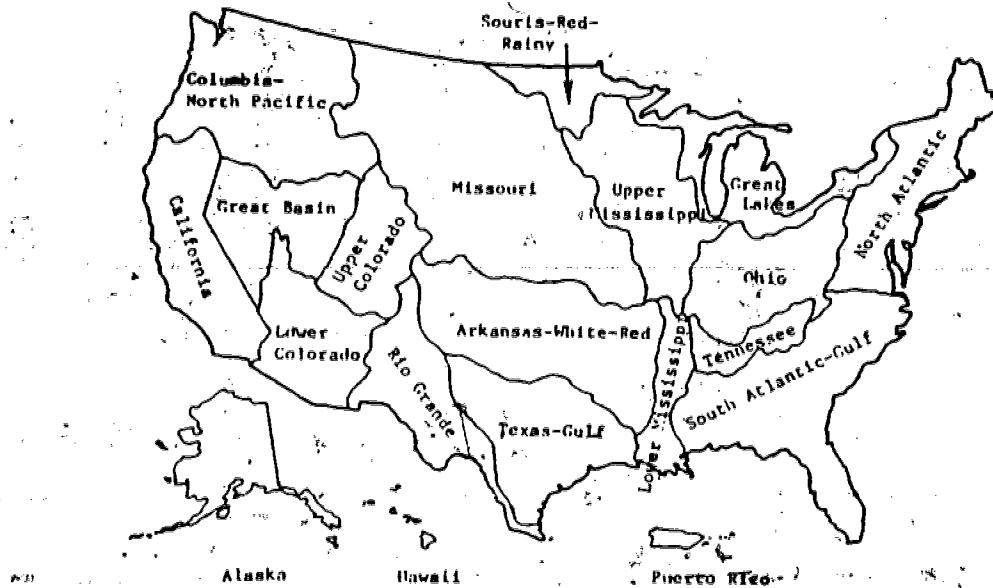 Souris-Red-
Rainy
Columbia-
North Pacific
Missouri
Upper
Mississippi
Great
Lakes
North Atlantic
California
Great Basin
Upper
Colorado
Ohio
Lower
Colorado
Arkansas-White-Red
Tennessee
Rio Grande
Texas-Gulf
Lower Mississippi
South Atlantic-Gulf
Alaska
Hawaii
Puerto Rico